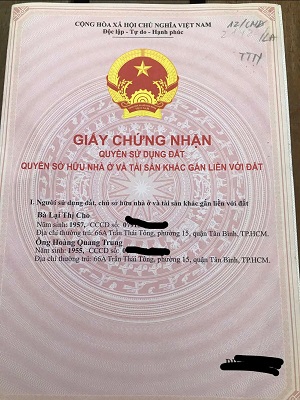 CỘNG HÒA XÃ HỘI CHỦ NGHĨA VIỆT NAM
Độc lập - Tự do - Hạnh phúc
TTN
GIẤY CHỨNG NHẬN
QUYỀN SỬ DỤNG ĐẤT
QUYỀN SỞ HỮU NHÀ Ở VÀ TÀI SẢN KHÁC GẮN LIỀN VỚI ĐẤT
I. Người sử dụng đất, chủ sở hữu nhà ở và tài sản khác gắn liền với đất
Bà Lại Thị Cho
Năm sinh: 1957, CCCD số:
Địa chỉ thường trú: 66A Trần Thái Tông, phường 15, quận Tân Bình, TP.HCM.
Ông Hoàng Quang Trung
Năm sinh: 1955, CCCD số:
Địa chỉ thường trú: 66A Trần Thái Tông, phường 15, quận Tân Bình, TP.HCM.